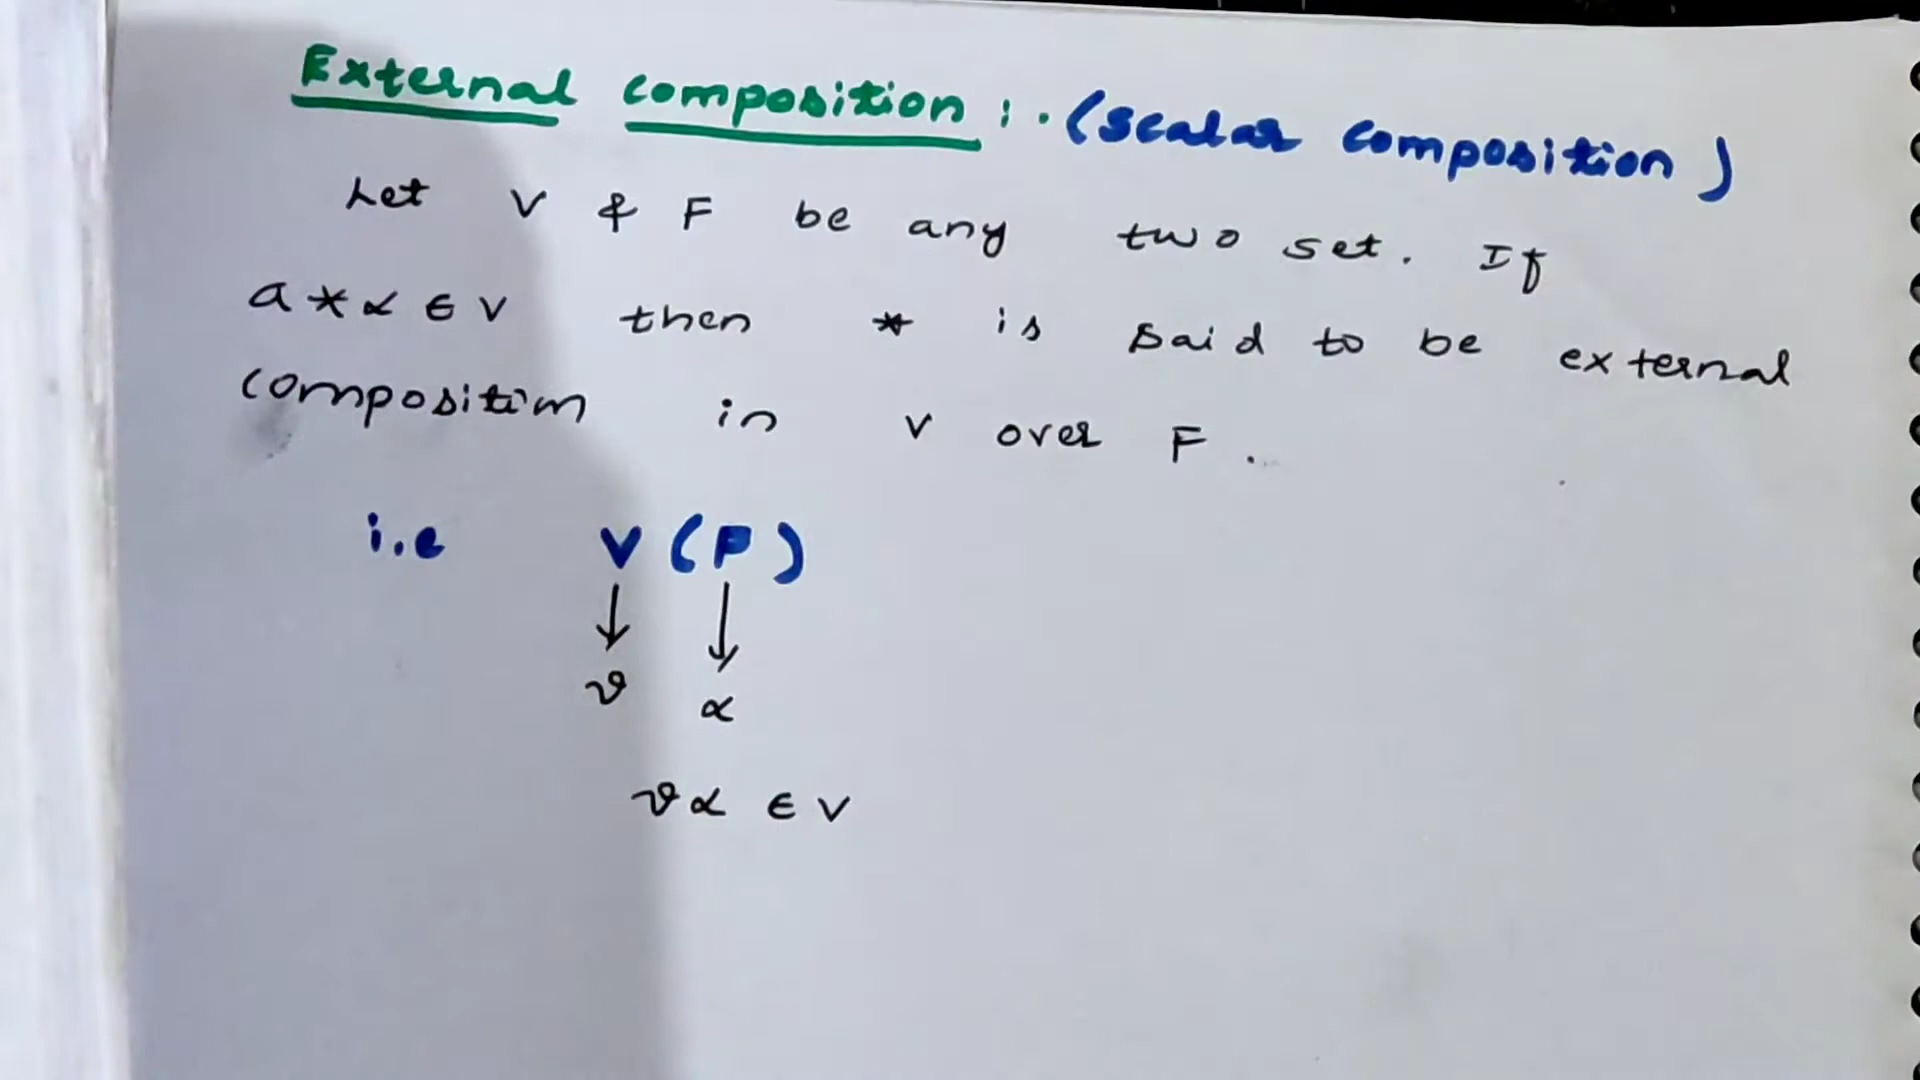 External composition :. (scalar composition)
Let V & F be any two set. If
a * α ∈ V then * is said to be external
composition in V over F.
i.e V (F)
↓ ↓
v α
v α ∈ V